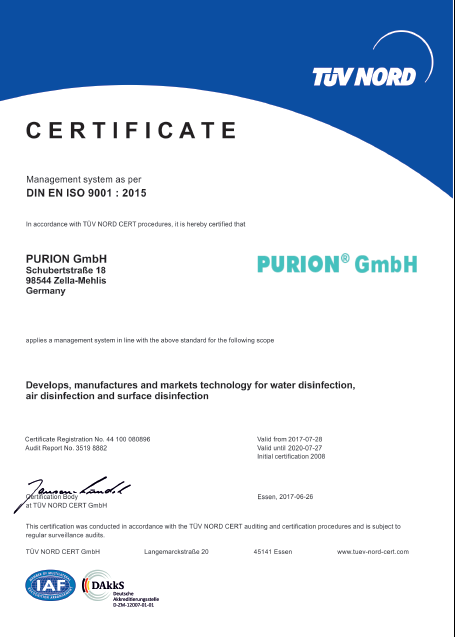 TÜV NORD
CERTIFICATE
Management system as per
DIN EN ISO 9001 : 2015
In accordance with TÜV NORD CERT procedures, it is hereby certified that
PURION GmbH
Schubertstraße 18
98544 Zella-Mehlis
Germany
PURION® GmbH
applies a management system in line with the above standard for the following scope
Develops, manufactures and markets technology for water disinfection,
air disinfection and surface disinfection
Certificate Registration No. 44 100 080896
Audit Report No. 3519 8882
Valid from 2017-07-28
Valid until 2020-07-27
Initial certification 2008
Certification Body
at TÜV NORD CERT GmbH
Essen, 2017-06-26
This certification was conducted in accordance with the TÜV NORD CERT auditing and certification procedures and is subject to
regular surveillance audits.
TÜV NORD CERT GmbH Langemarckstraße 20 45141 Essen www.tuev-nord-cert.com
IAF
DAkkS
Deutsche
Akkreditierungsstelle
D-ZM-12007-01-01